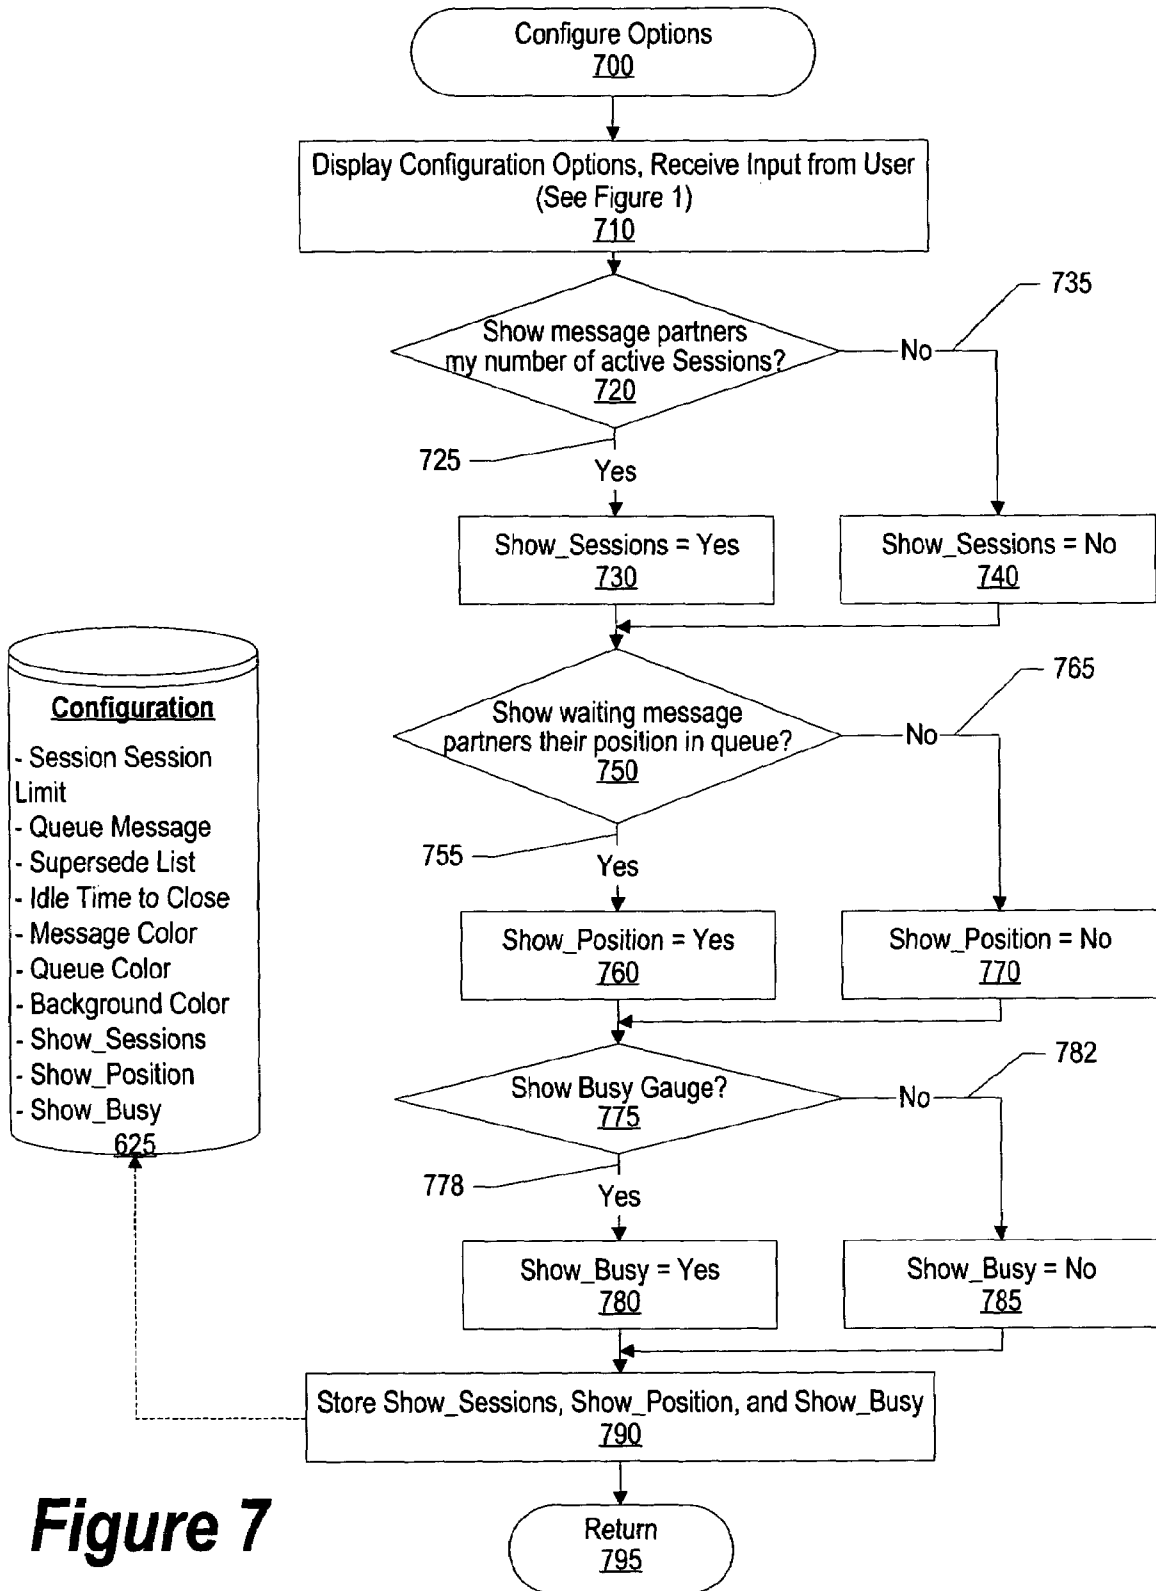 Configure Options
700
Display Configuration Options, Receive Input from User
(See Figure 1)
710
735
Show message partners
my number of active Sessions?
720
No
725
Yes
Show_Sessions = Yes
730
Show_Sessions = No
740
Configuration
- Session Session
Limit
- Queue Message
- Supersede List
- Idle Time to Close
- Message Color
- Queue Color
- Background Color
- Show_Sessions
- Show_Position
- Show_Busy
625
765
Show waiting message
partners their position in queue?
750
No
755
Yes
Show_Position = Yes
760
Show_Position = No
770
782
Show Busy Gauge?
775
No
778
Yes
Show_Busy = Yes
780
Show_Busy = No
785
Store Show_Sessions, Show_Position, and Show_Busy
790
Return
795
Figure 7